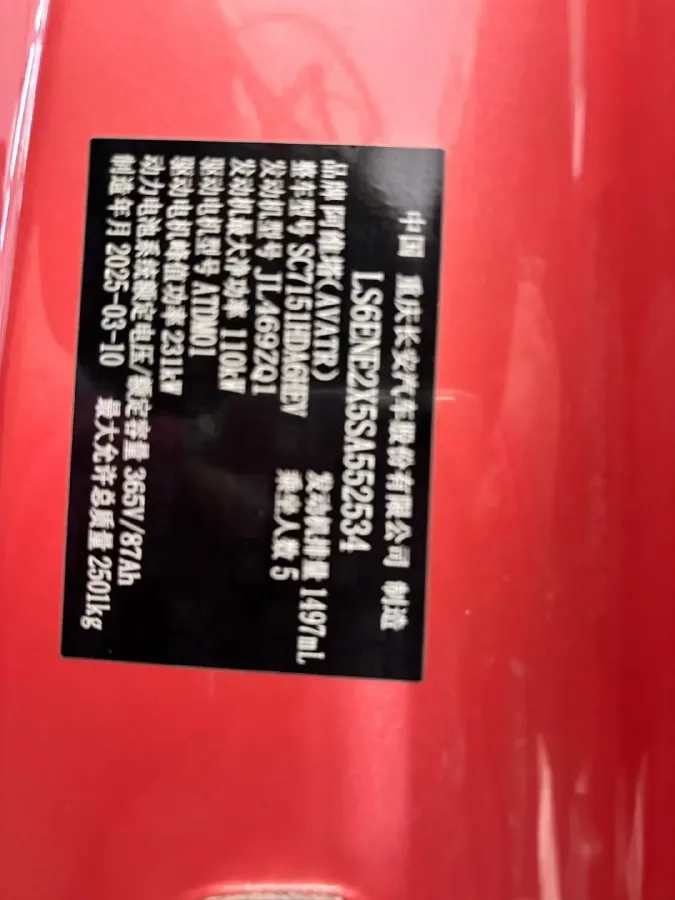 中国 重庆长安汽车股份有限公司 制造
LS6ENE2X5SA552534
品牌 阿维塔(AVATR) 发动机排量 1497mL
整车型号 SC7151HDA6HEV 乘坐人数 5
发动机型号 JL469ZQ1
发动机最大净功率 110kW
驱动电机型号 ATDM01
驱动电机峰值功率 231kW
动力电池系统额定电压/额定容量 365V/87Ah
制造年月 2025-03-10 最大允许总质量 2501kg